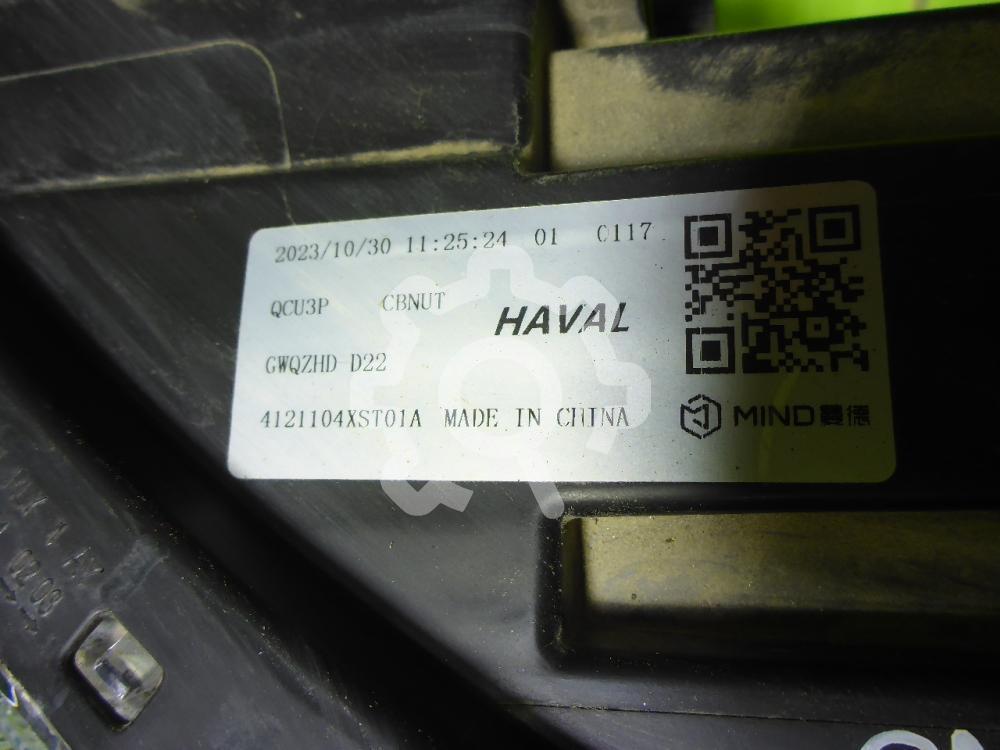 2023/10/30 11:25:24 01 0117
QCU3P CBNUT
HAVAL
GWQZHD D22
4121104XST01A MADE IN CHINA
MIND曼德